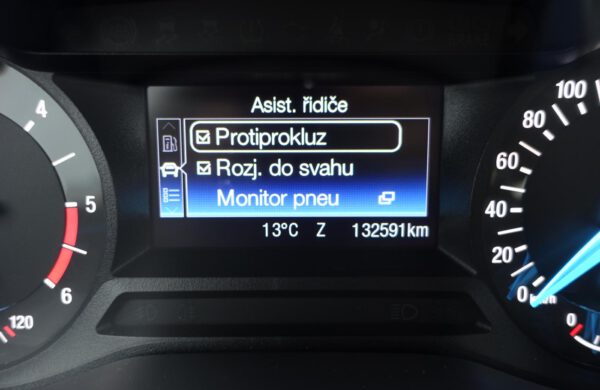 Asist. řidiče
Protiprokluz
Rozj. do svahu
Monitor pneu
13°C Z 132591km
4
5
6
120
100
80
60
40
20
0
0